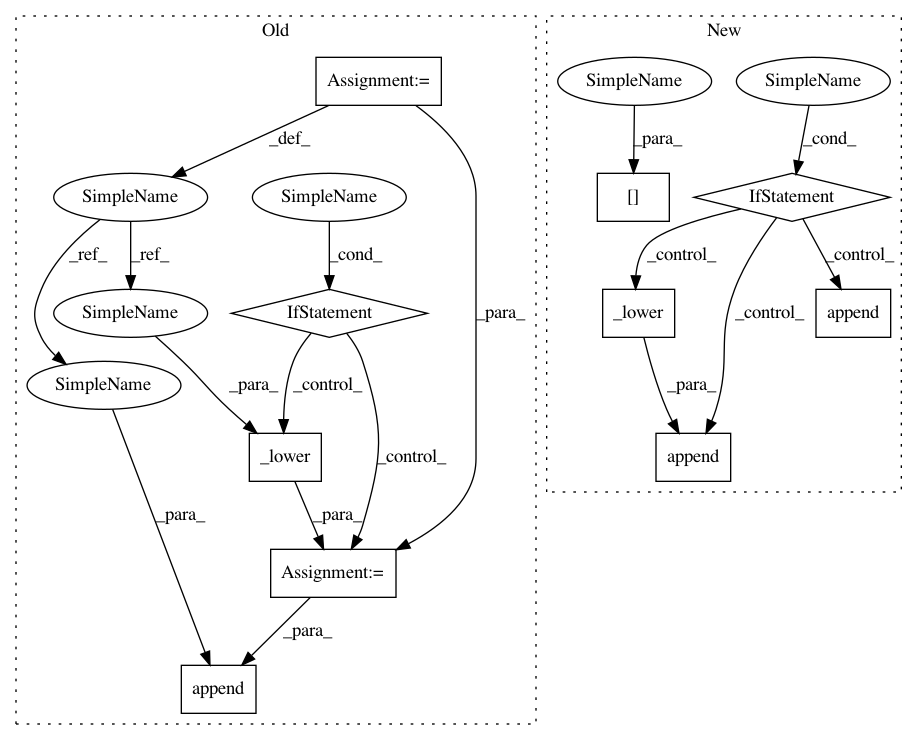 Old
New
Assignment:=
SimpleName
SimpleName
_def_
_para_
_cond_
SimpleName
SimpleName
[]
IfStatement
_ref_
_ref_
_cond_
_para_
_control_
_control_
_control_
SimpleName
IfStatement
_lower
append
SimpleName
_para_
_control_
_control_
_para_
_lower
append
_para_
_para_
Assignment:=
_para_
append